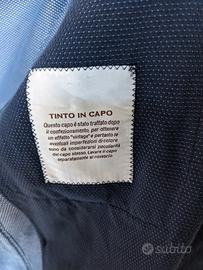 TINTO IN CAPO
Questo capo è stato trattato dopo
il confezionamento, per ottenere
un effetto "vintage" e pertanto le
eventuali imperfezioni di colore
sono da considerarsi peculiarità
del capo stesso. Lavare il capo
separatamente al rovescio.
subito